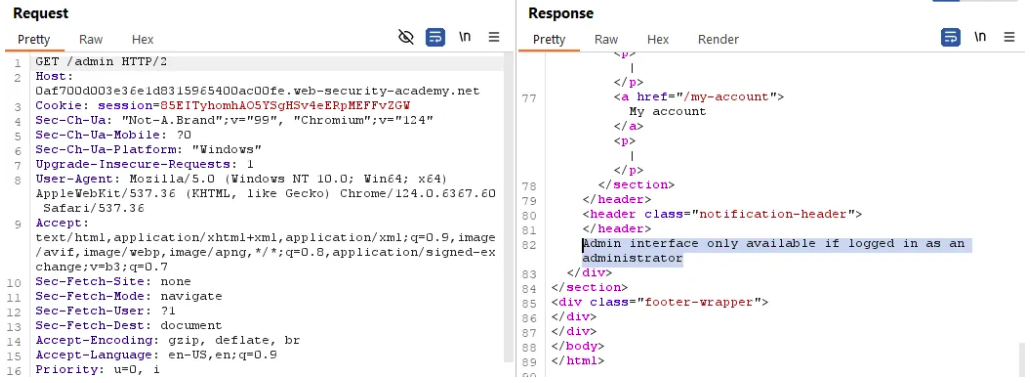 Request
Pretty Raw Hex
\n
1 GET /admin HTTP/2
2 Host:
0af700d003e36e1d8315965400ac00fe.web-security-academy.net
3 Cookie: session=85EITyhomhAO5YSgHSv4eERpMEFFvZGW
4 Sec-Ch-Ua: "Not-A.Brand";v="99", "Chromium";v="124"
5 Sec-Ch-Ua-Mobile: ?0
6 Sec-Ch-Ua-Platform: "Windows"
7 Upgrade-Insecure-Requests: 1
8 User-Agent: Mozilla/5.0 (Windows NT 10.0; Win64; x64)
AppleWebKit/537.36 (KHTML, like Gecko) Chrome/124.0.6367.60
Safari/537.36
9 Accept:
text/html,application/xhtml+xml,application/xml;q=0.9,image
/avif,image/webp,image/apng,*/*;q=0.8,application/signed-ex
change;v=b3;q=0.7
10 Sec-Fetch-Site: none
11 Sec-Fetch-Mode: navigate
12 Sec-Fetch-User: ?1
13 Sec-Fetch-Dest: document
14 Accept-Encoding: gzip, deflate, br
15 Accept-Language: en-US,en;q=0.9
16 Priority: u=0, i
Response
Pretty Raw Hex Render
\n
<p>
|
</p>
77 <a href="/my-account">
My account
</a>
<p>
|
</p>
78 </section>
79 </header>
80 <header class="notification-header">
81 </header>
82 Admin interface only available if logged in as an
administrator
83 </div>
84 </section>
85 <div class="footer-wrapper">
86 </div>
87 </div>
88 </body>
89 </html>
90